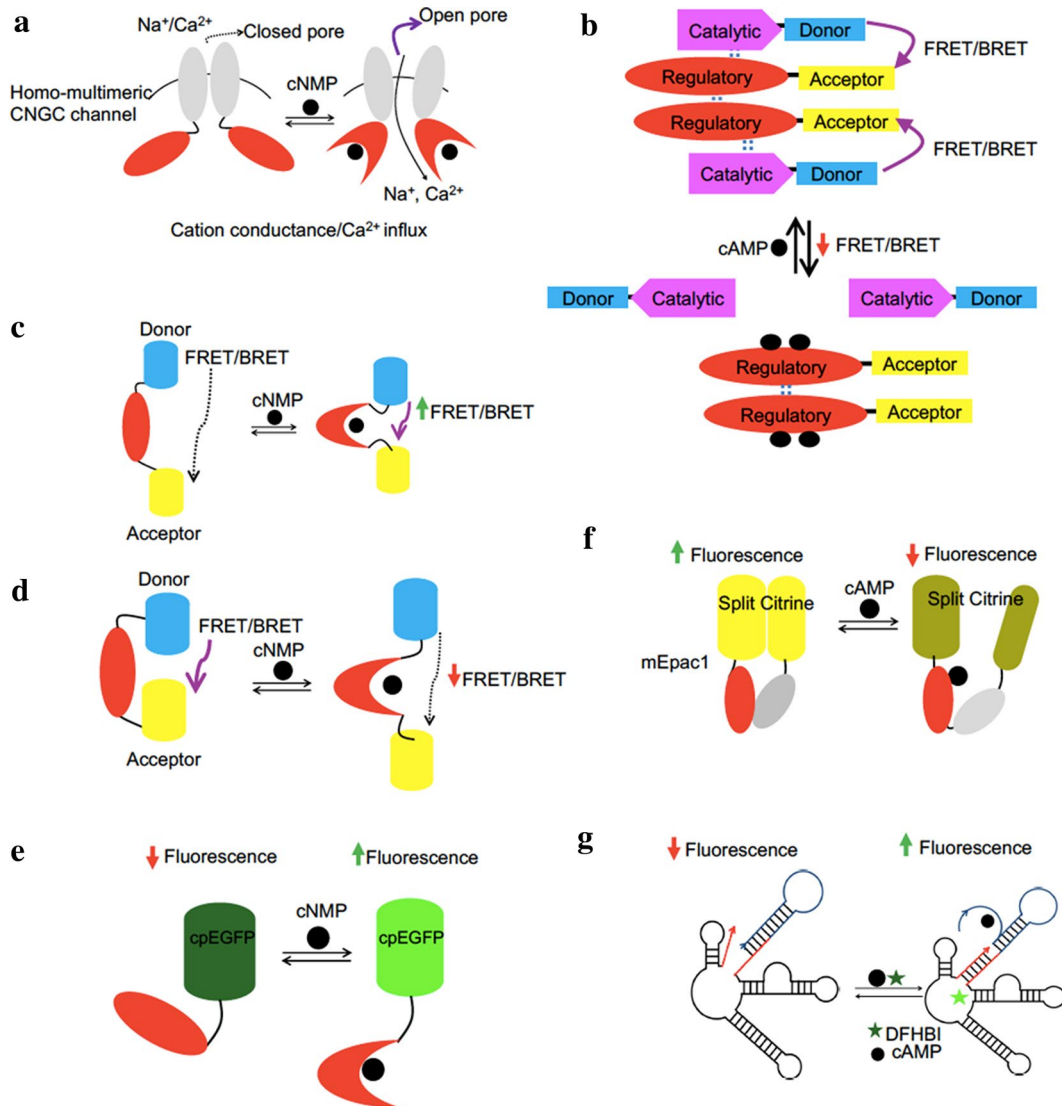 a
Na⁺/Ca²⁺
Closed pore
Open pore
Homo-multimeric
CNGC channel
cNMP
Na⁺, Ca²⁺
Cation conductance/Ca²⁺ influx
b
Catalytic
Donor
FRET/BRET
Regulatory
Acceptor
Regulatory
Acceptor
FRET/BRET
Catalytic
Donor
cAMP
FRET/BRET
Donor
Catalytic
Catalytic
Donor
Regulatory
Acceptor
Regulatory
Acceptor
c
Donor
FRET/BRET
cNMP
FRET/BRET
Acceptor
d
Donor
FRET/BRET
cNMP
FRET/BRET
Acceptor
e
Fluorescence
Fluorescence
cpEGFP
cNMP
cpEGFP
f
Fluorescence
Fluorescence
Split Citrine
cAMP
Split Citrine
mEpac1
g
Fluorescence
Fluorescence
DFHBI
cAMP